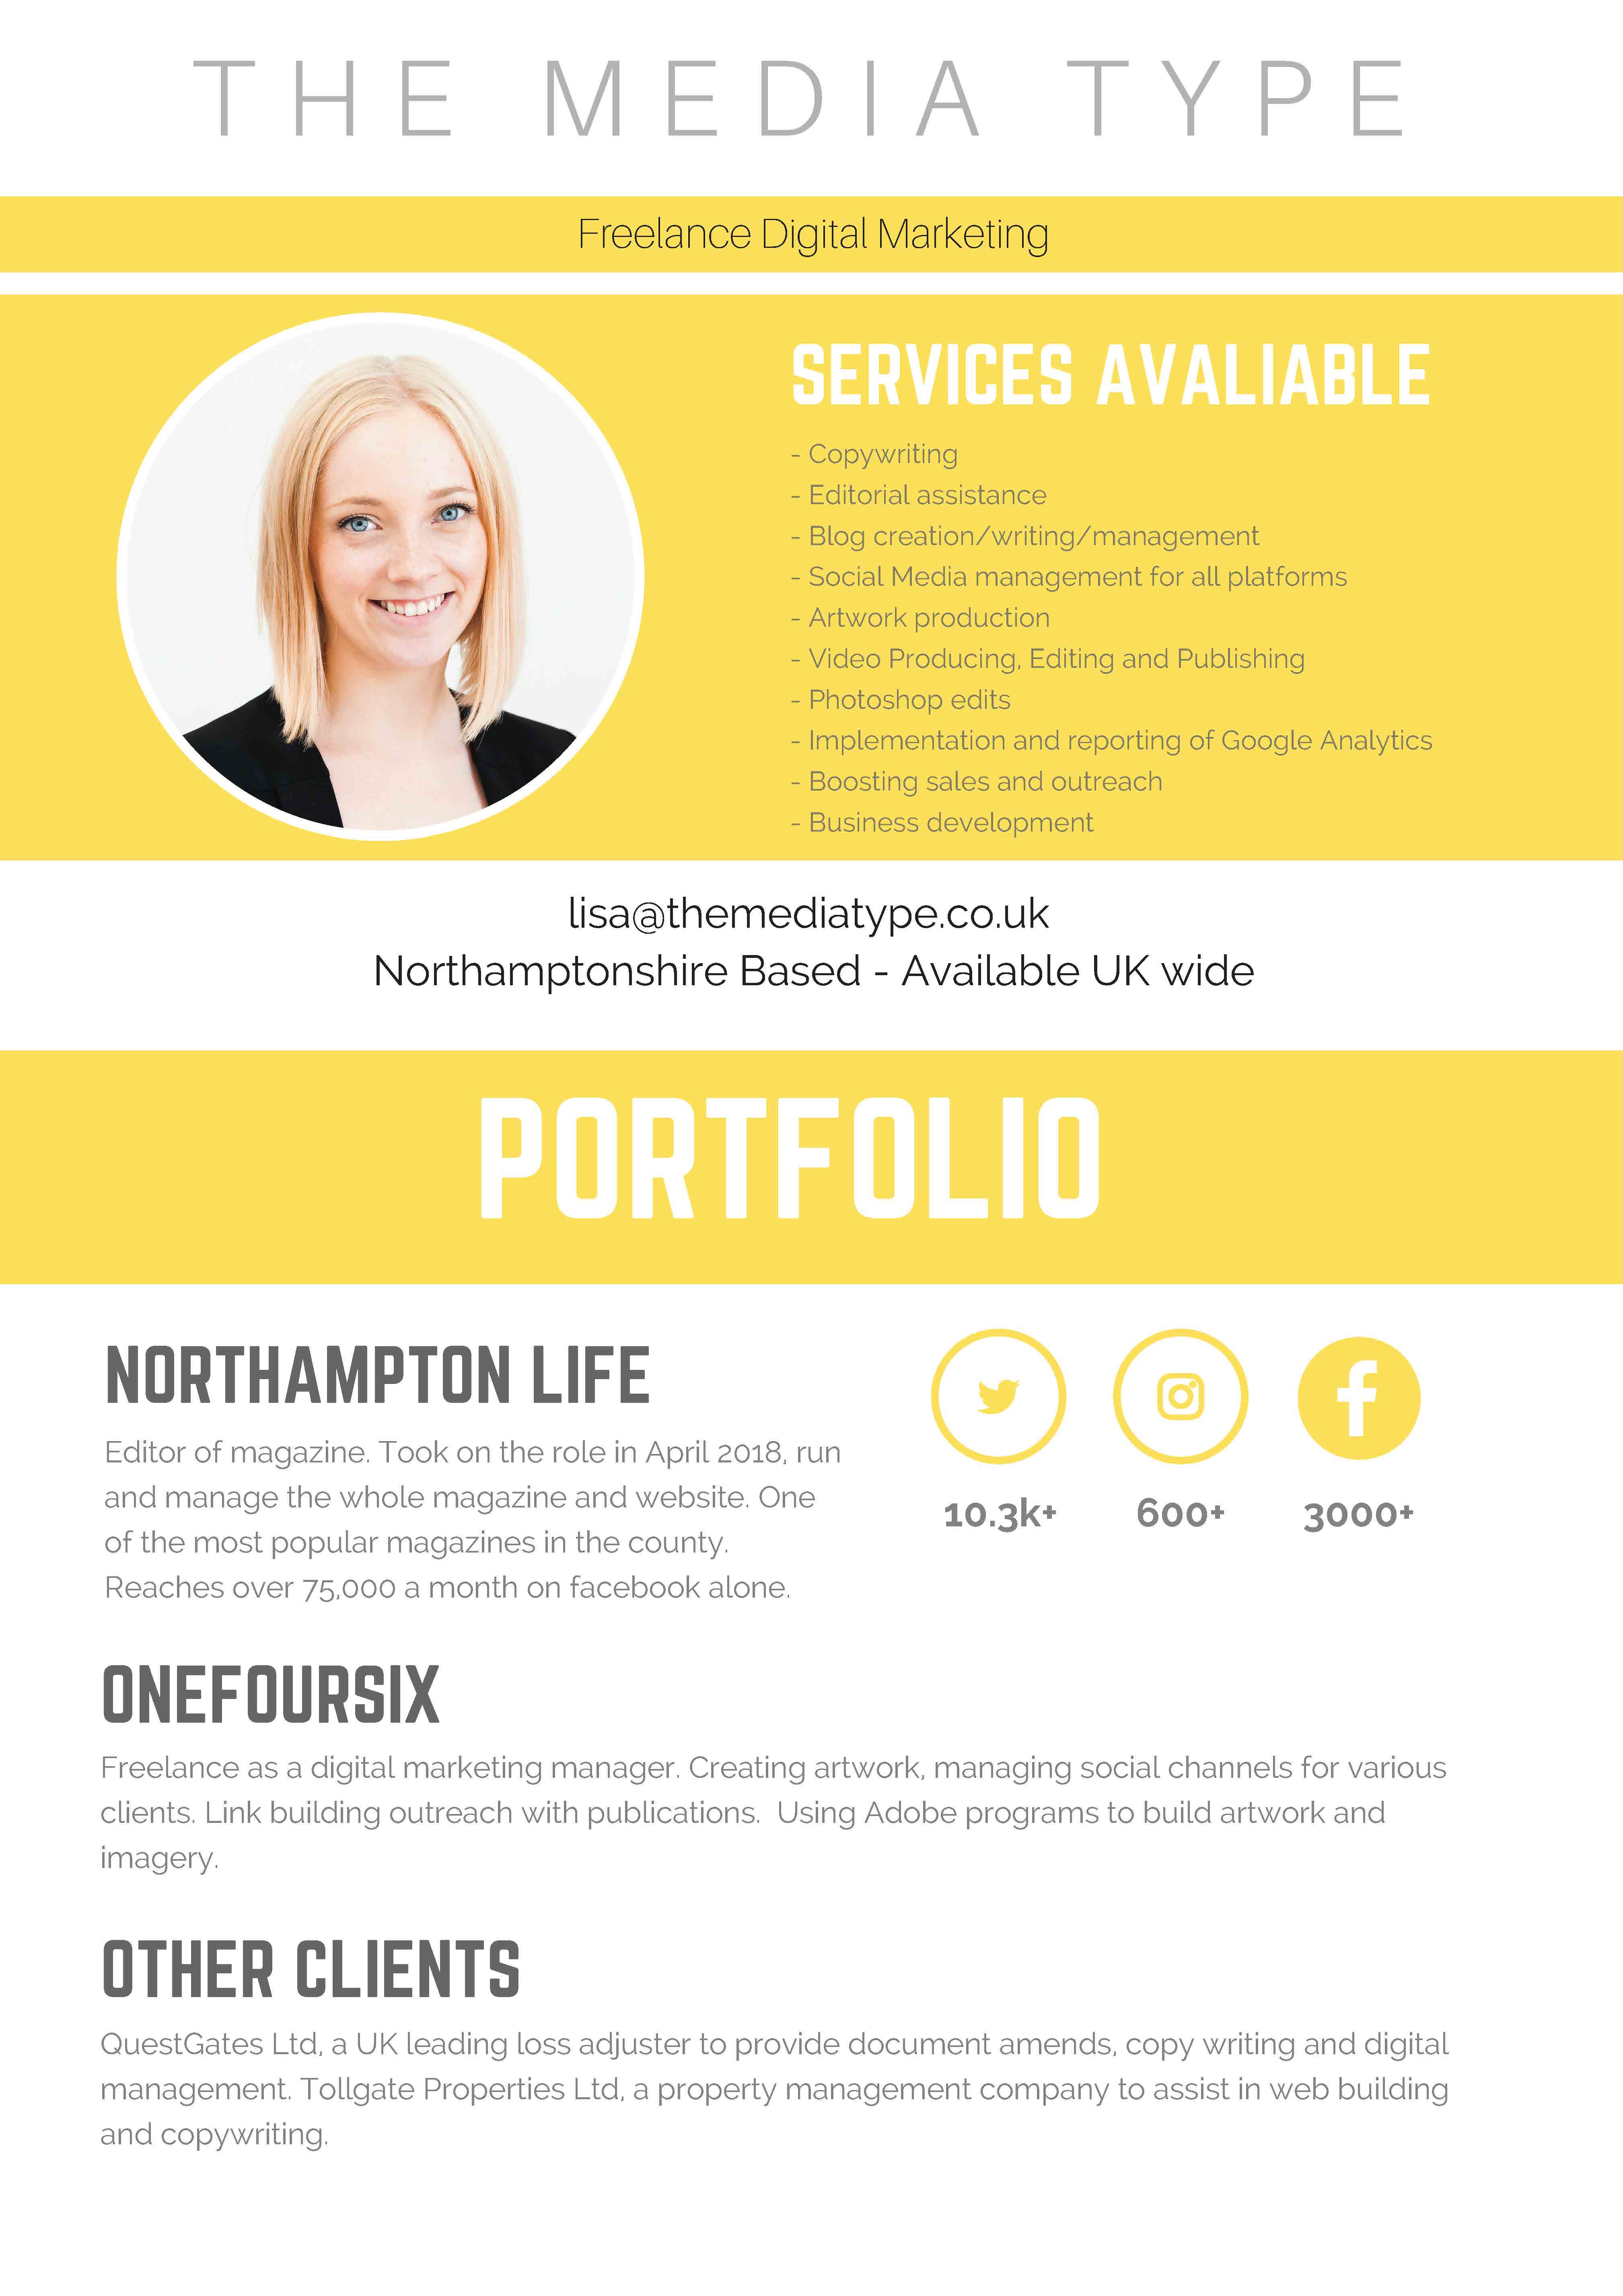 THE MEDIA TYPE
Freelance Digital Marketing
SERVICES AVALIABLE
- Copywriting
- Editorial assistance
- Blog creation/writing/management
- Social Media management for all platforms
- Artwork production
- Video Producing, Editing and Publishing
- Photoshop edits
- Implementation and reporting of Google Analytics
- Boosting sales and outreach
- Business development
lisa@themediatype.co.uk
Northamptonshire Based - Available UK wide
PORTFOLIO
NORTHAMPTON LIFE
Editor of magazine. Took on the role in April 2018, run
and manage the whole magazine and website. One
of the most popular magazines in the county.
Reaches over 75,000 a month on facebook alone.
10.3k+ 600+ 3000+
ONEFOURSIX
Freelance as a digital marketing manager. Creating artwork, managing social channels for various
clients. Link building outreach with publications.  Using Adobe programs to build artwork and
imagery.
OTHER CLIENTS
QuestGates Ltd, a UK leading loss adjuster to provide document amends, copy writing and digital
management. Tollgate Properties Ltd, a property management company to assist in web building
and copywriting.